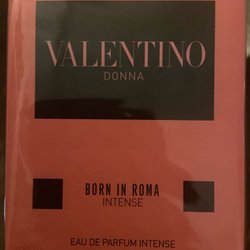 VALENTINO
DONNA
BORN IN ROMA
INTENSE
EAU DE PARFUM INTENSE